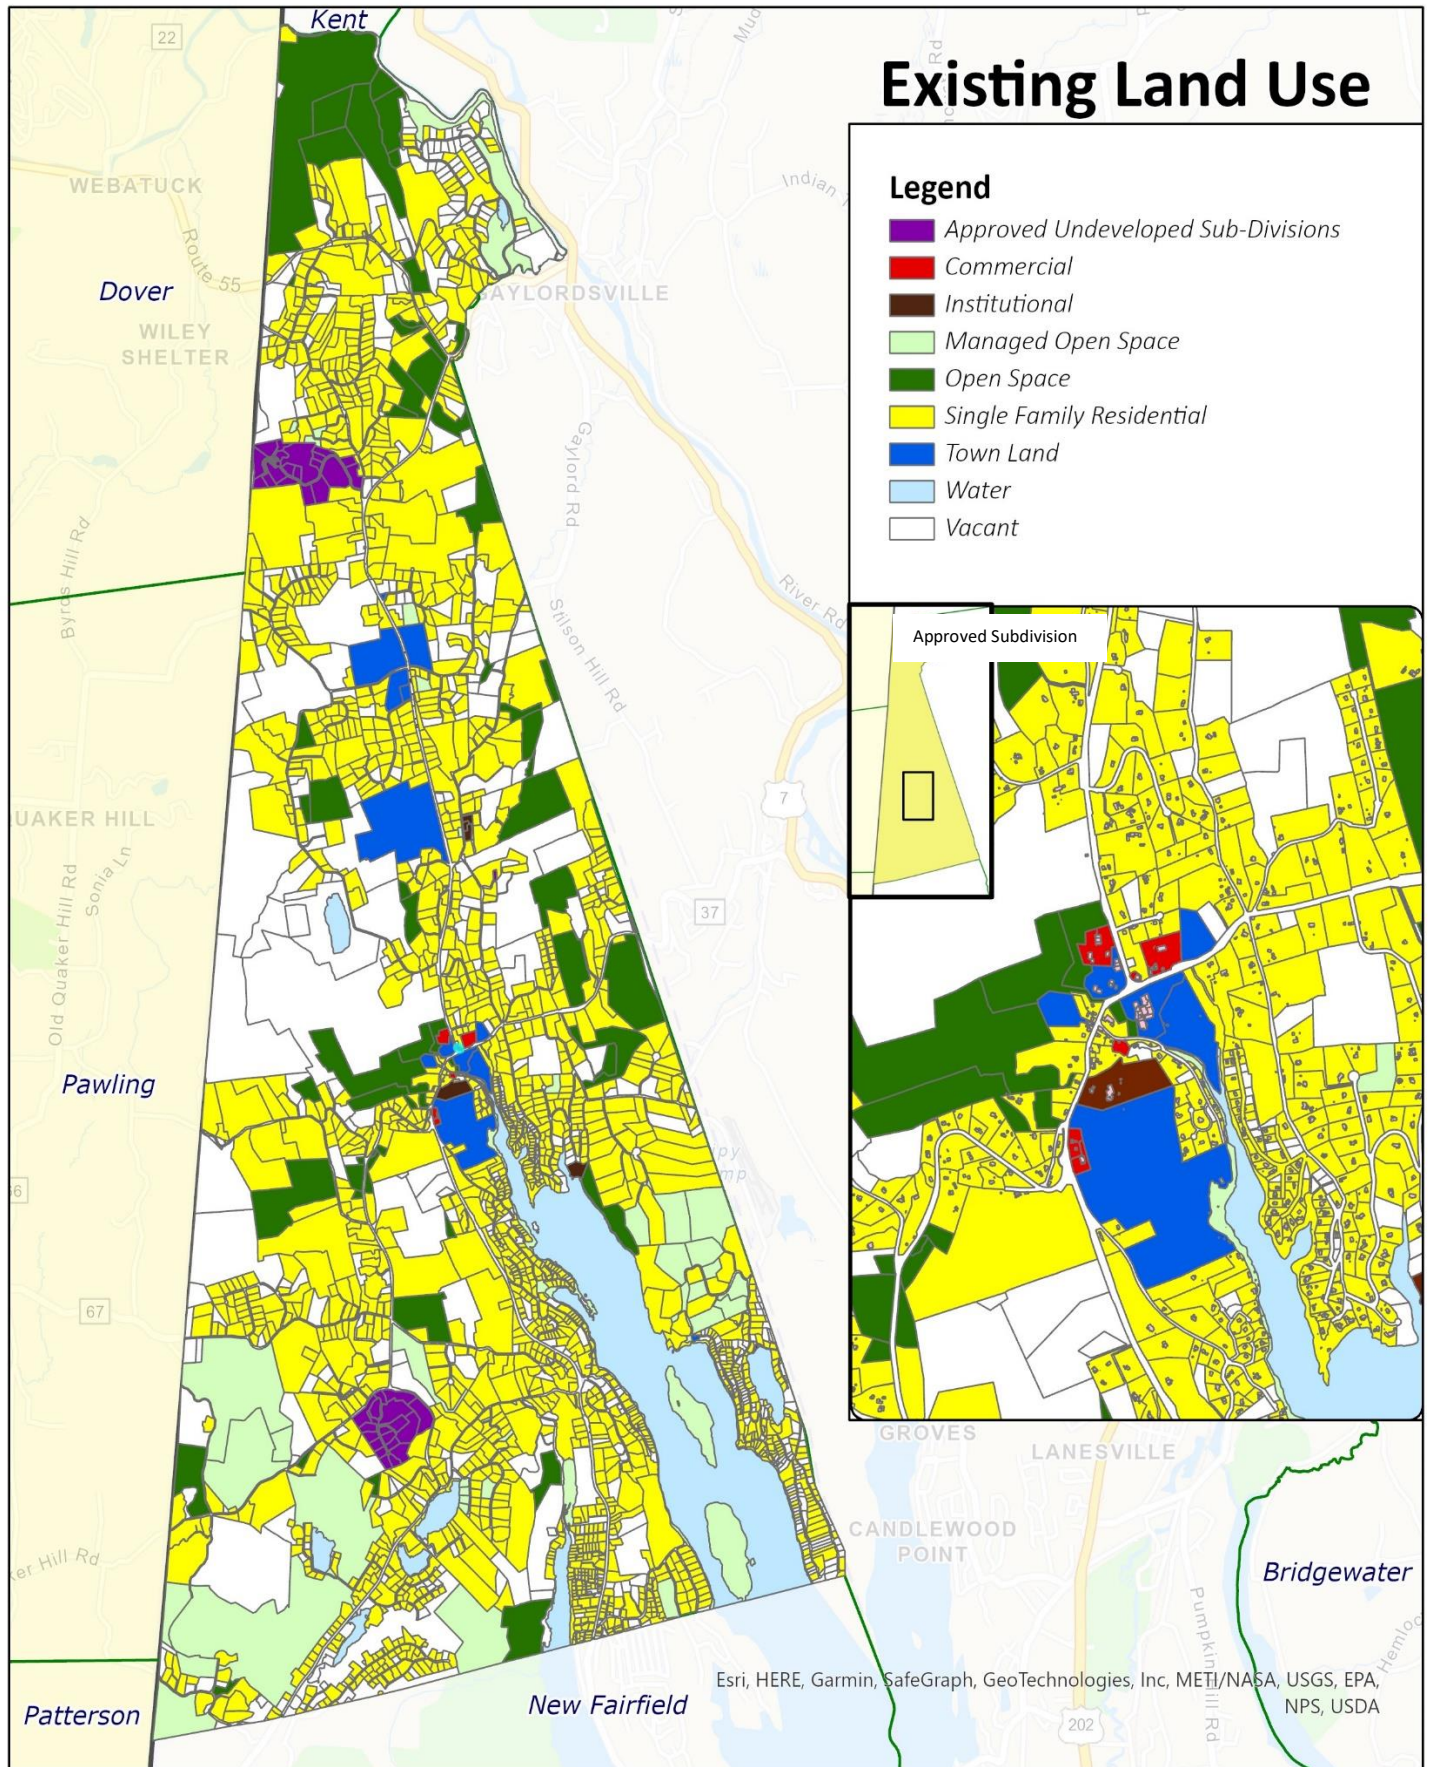 Kent
22
Existing Land Use
Legend
Approved Undeveloped Sub-Divisions
Commercial
Institutional
Managed Open Space
Open Space
Single Family Residential
Town Land
Water
Vacant
WEBATUCK
Route 55
Dover
WILEY
SHELTER
GAYLORDSVILLE
Gaylord Rd
River Rd
Stilson Hill Rd
Byros Hill Rd
Approved Subdivision
7
QUAKER HILL
Sonia Ln
Old Quaker Hill Rd
37
Pawling
67
GROVES
LANESVILLE
CANDLEWOOD
POINT
Bridgewater
Pumpkin Hill Rd
Patterson
New Fairfield
202
Esri, HERE, Garmin, SafeGraph, GeoTechnologies, Inc, METI/NASA, USGS, EPA,
NPS, USDA